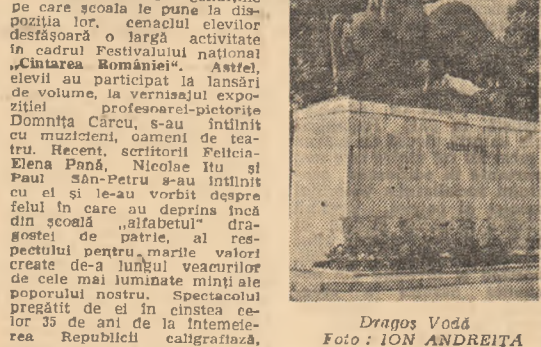 pe care școala le pune la dis-
poziția lor, cenaclul elevilor
desfășoară o largă activitate
în cadrul Festivalului național
„Cîntarea României“. Astfel,
elevii au participat la lansări
de volume, la vernisajul expo-
ziției profesoarei-pictorițe
Domnița Cârcu, s-au întîlnit
cu muzicieni, oameni de tea-
tru. Recent, scriitorii Felicia-
Elena Pană, Nicolae Itu și
Paul Sân-Petru s-au întîlnit
cu ei și le-au vorbit despre
felul în care au deprins încă
din școală „alfabetul“ dra-
gostei de patrie, al res-
pectului pentru marile valori
create de-a lungul veacurilor
de cele mai luminate minți ale
poporului nostru. Spectacolul
pregătit de ei în cinstea ce-
lor 35 de ani de la întemeie-
rea Republicii caligrafiază,
Dragoș Vodă
Foto : ION ANDREIȚA